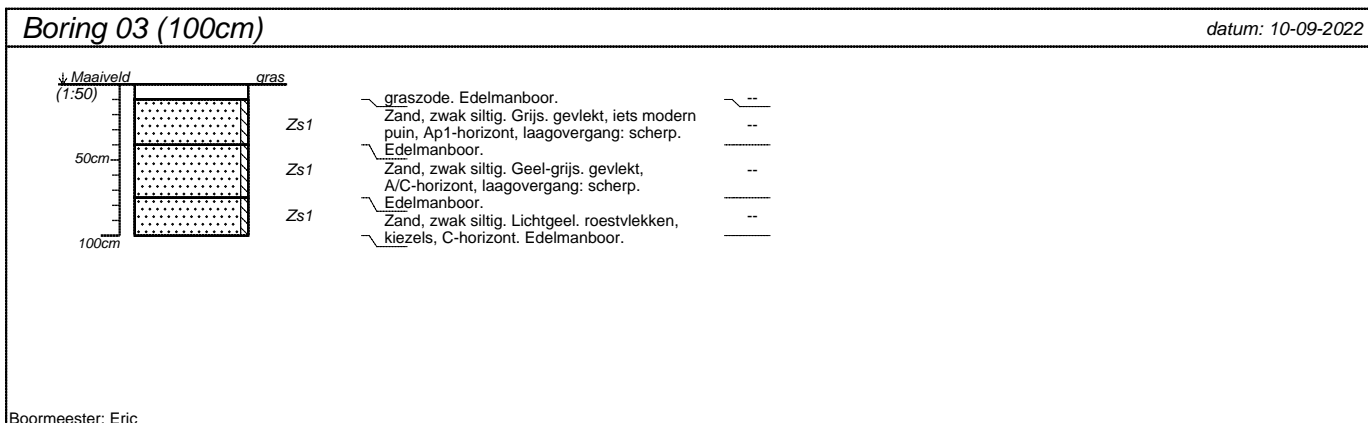 Boring 03 (100cm)
datum: 10-09-2022
Maaiveld
gras
(1:50)
50cm
100cm
Zs1
Zs1
Zs1
graszode. Edelmanboor.
Zand, zwak siltig. Grijs. gevlekt, iets modern
puin, Ap1-horizont, laagovergang: scherp.
Edelmanboor.
Zand, zwak siltig. Geel-grijs. gevlekt,
A/C-horizont, laagovergang: scherp.
Edelmanboor.
Zand, zwak siltig. Lichtgeel. roestvlekken,
kiezels, C-horizont. Edelmanboor.
--
--
--
--
Boormeester: Eric